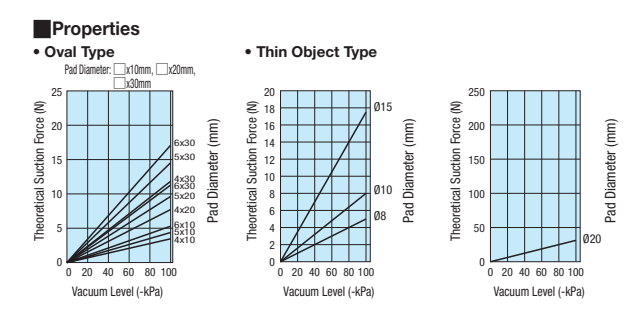 ■Properties
• Oval Type
Pad Diameter: □x10mm, □x20mm,
□x30mm
Theoretical Suction Force (N)
25
20
15
10
5
0
0 20 40 60 80 100
Vacuum Level (-kPa)
6x30
5x30
4x30
6x30
5x20
4x20
6x10
5x10
4x10
Pad Diameter (mm)
• Thin Object Type
Theoretical Suction Force (N)
20
18
16
14
12
10
8
6
4
2
0
0 20 40 60 80 100
Vacuum Level (-kPa)
Ø15
Ø10
Ø8
Pad Diameter (mm)
Theoretical Suction Force (N)
250
200
150
100
50
0
0 20 40 60 80 100
Vacuum Level (-kPa)
Ø20
Pad Diameter (mm)